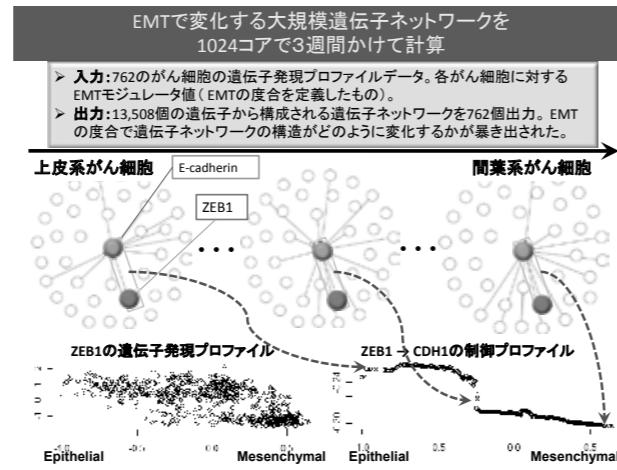 EMTで変化する大規模遺伝子ネットワークを
1024コアで3週間かけて計算
➢ 入力:762のがん細胞の遺伝子発現プロファイルデータ。各がん細胞に対する
EMTモジュレータ値(EMTの度合を定義したもの)。
➢ 出力:13,508個の遺伝子から構成される遺伝子ネットワークを762個出力。EMT
の度合で遺伝子ネットワークの構造がどのように変化するかが暴き出された。
上皮系がん細胞
E-cadherin
間葉系がん細胞
ZEB1
・・・
・・・
ZEB1の遺伝子発現プロファイル
ZEB1 → CDH1の制御プロファイル
-0.5
0.0
0.5
0.0
0.5
Epithelial
Mesenchymal
Epithelial
Mesenchymal